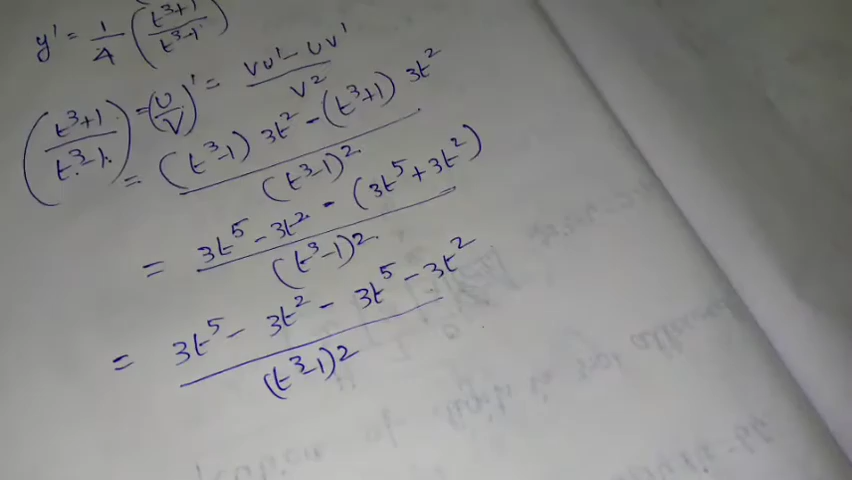 y' = 1/4 (t³+1/t³-1)
(t³+1/t³-1) = (U/V)' = VU' - UV'/V²
= (t³-1) 3t² - (t³+1) 3t²/(t³-1)²
= 3t⁵ - 3t² - (3t⁵ + 3t²)/(t³-1)²
= 3t⁵ - 3t² - 3t⁵ - 3t²/(t³-1)²